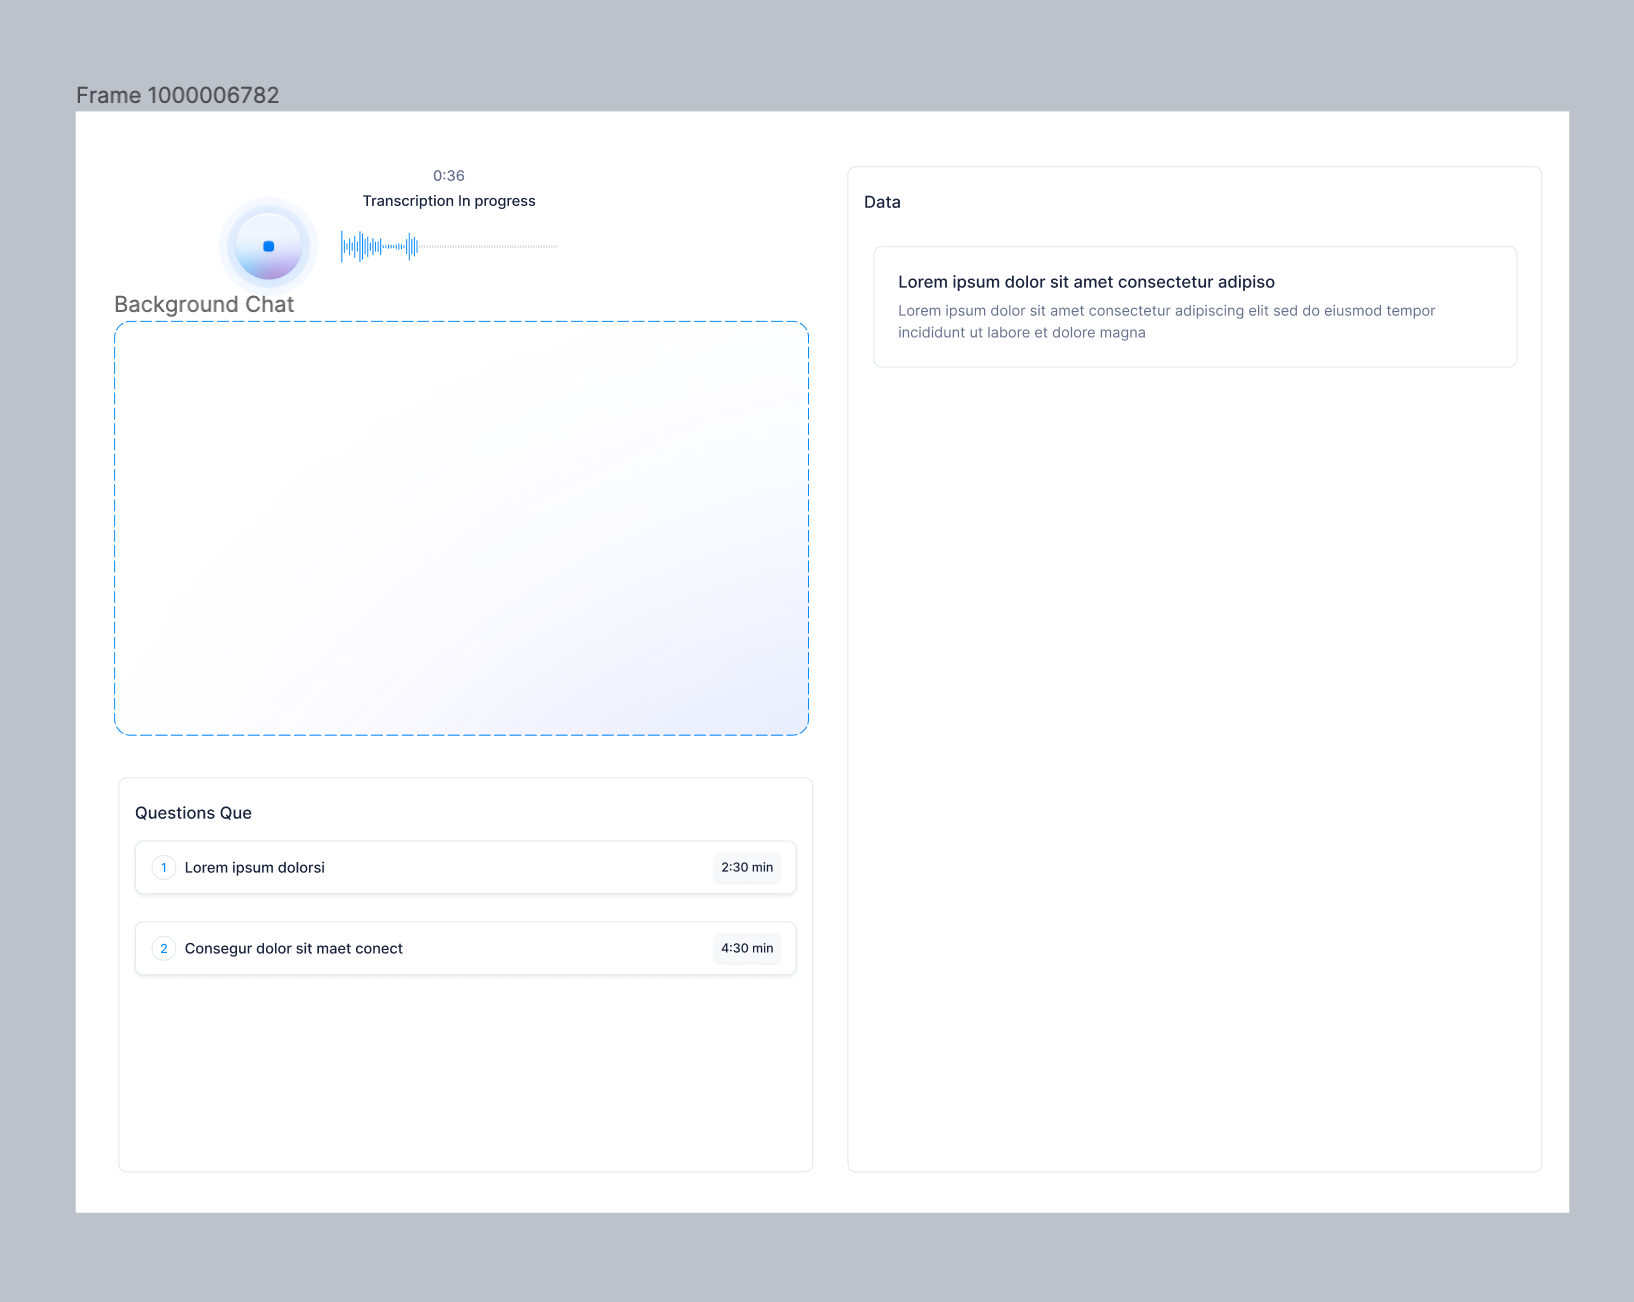 Frame 1000006782
0:36
Transcription In progress
Background Chat
Questions Que
1 Lorem ipsum dolorsi 2:30 min
2 Consegur dolor sit maet conect 4:30 min
Data
Lorem ipsum dolor sit amet consectetur adipiso
Lorem ipsum dolor sit amet consectetur adipiscing elit sed do eiusmod tempor
incididunt ut labore et dolore magna